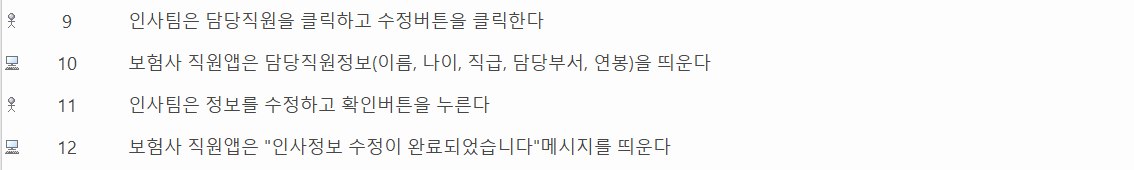 9 인사팀은 담당직원을 클릭하고 수정버튼을 클릭한다
10 보험사 직원앱은 담당직원정보(이름, 나이, 직급, 담당부서, 연봉)을 띄운다
11 인사팀은 정보를 수정하고 확인버튼을 누른다
12 보험사 직원앱은 "인사정보 수정이 완료되었습니다"메시지를 띄운다